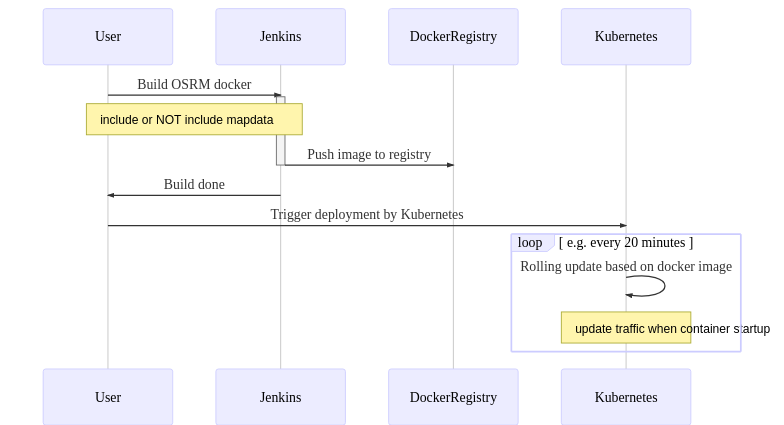 User
Jenkins
DockerRegistry
Kubernetes
Build OSRM docker
include or NOT include mapdata
Push image to registry
Build done
Trigger deployment by Kubernetes
loop [ e.g. every 20 minutes ]
Rolling update based on docker image
update traffic when container startup
User
Jenkins
DockerRegistry
Kubernetes